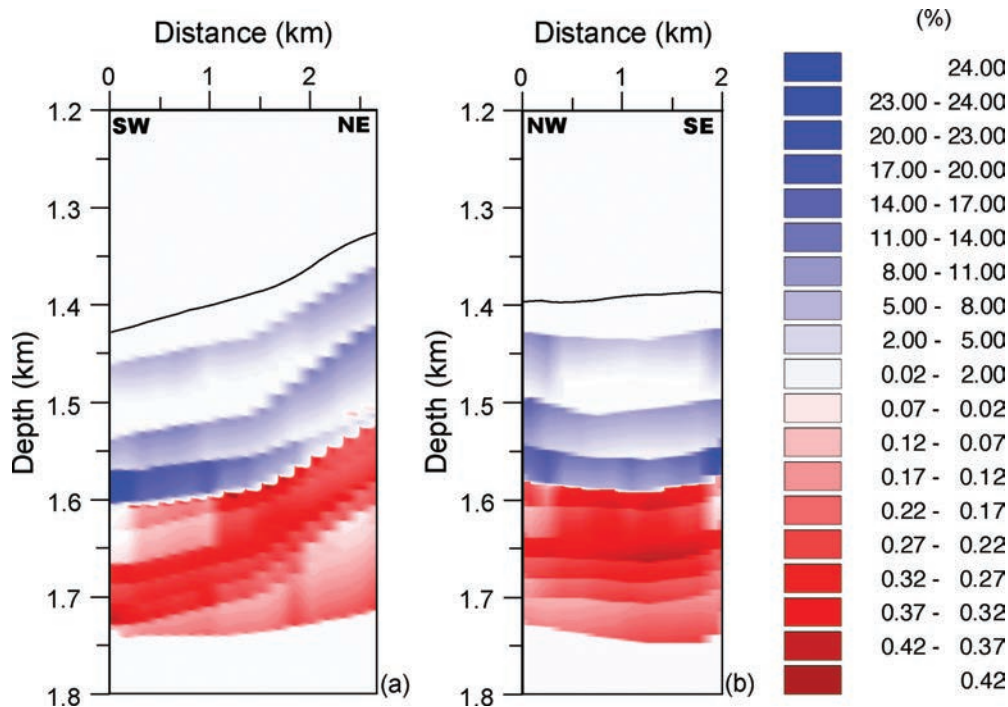 Distance (km)
0 1 2
Depth (km)
1.2
1.3
1.4
1.5
1.6
1.7
1.8
SW NE
(a)
Distance (km)
0 1 2
Depth (km)
1.2
1.3
1.4
1.5
1.6
1.7
1.8
NW SE
(b)
(%)
24.00
23.00 - 24.00
20.00 - 23.00
17.00 - 20.00
14.00 - 17.00
11.00 - 14.00
8.00 - 11.00
5.00 - 8.00
2.00 - 5.00
0.02 - 2.00
0.07 - 0.02
0.12 - 0.07
0.17 - 0.12
0.22 - 0.17
0.27 - 0.22
0.32 - 0.27
0.37 - 0.32
0.42 - 0.37
0.42